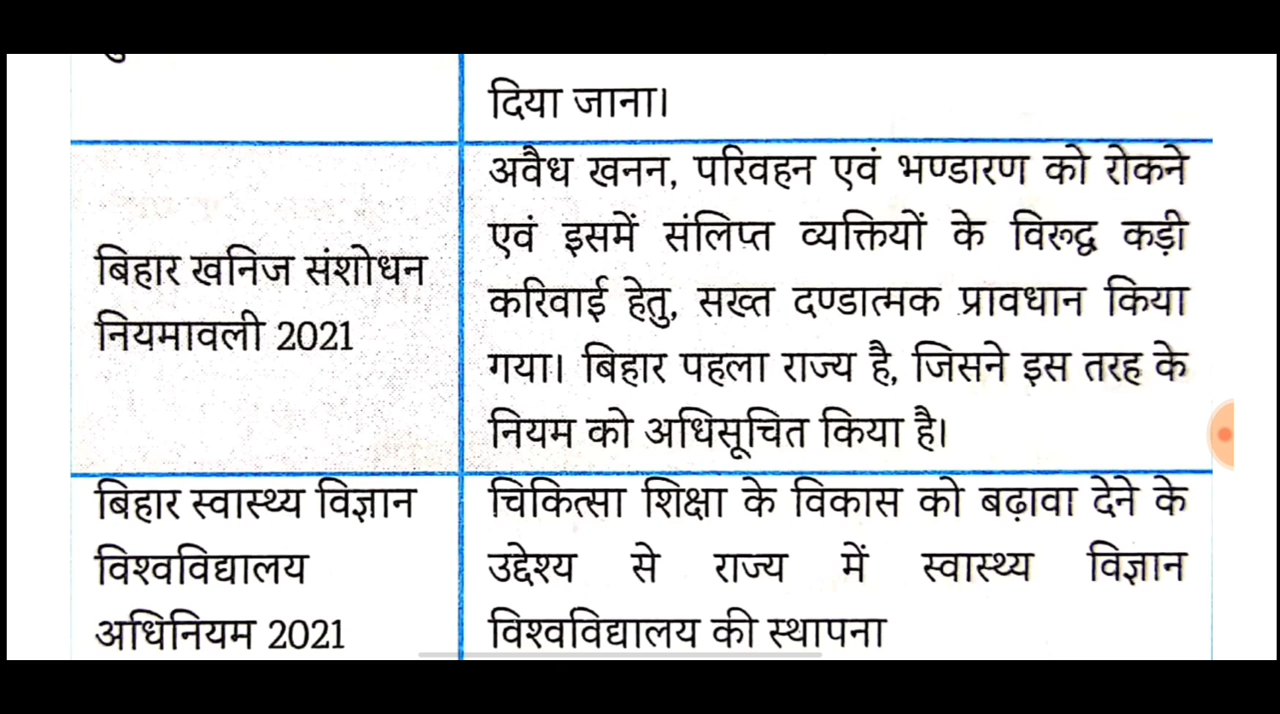 दिया जाना।
बिहार खनिज संशोधन
नियमावली 2021
अवैध खनन, परिवहन एवं भण्डारण को रोकने
एवं इसमें संलिप्त व्यक्तियों के विरूद्ध कड़ी
करिवाई हेतु, सख्त दण्डात्मक प्रावधान किया
गया। बिहार पहला राज्य है, जिसने इस तरह के
नियम को अधिसूचित किया है।
बिहार स्वास्थ्य विज्ञान
विश्वविद्यालय
अधिनियम 2021
चिकित्सा शिक्षा के विकास को बढ़ावा देने के
उद्देश्य से राज्य में स्वास्थ्य विज्ञान
विश्वविद्यालय की स्थापना